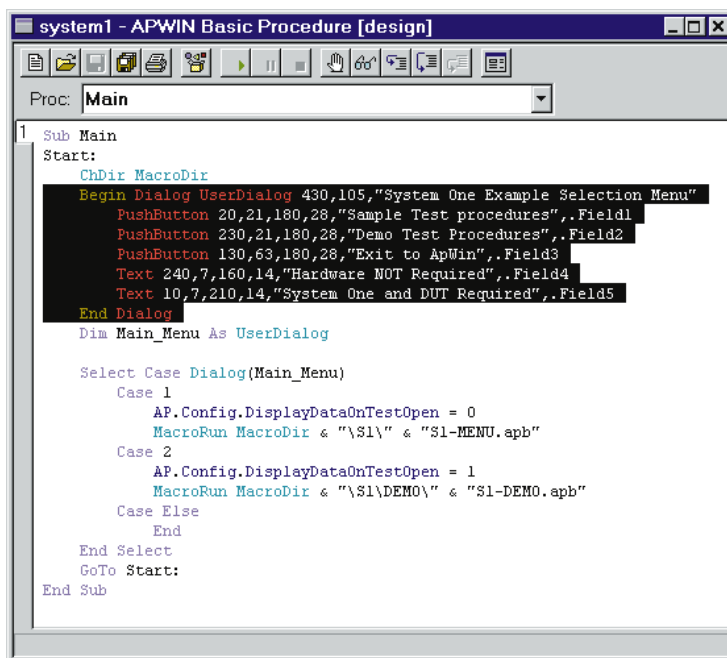 system1 - APWIN Basic Procedure [design]
Proc: Main
1 Sub Main
Start:
ChDir MacroDir
Begin Dialog UserDialog 430,105,"System One Example Selection Menu"
PushButton 20,21,180,28,"Sample Test procedures",.Field1
PushButton 230,21,180,28,"Demo Test Procedures",.Field2
PushButton 130,63,180,28,"Exit to ApWin",.Field3
Text 240,7,160,14,"Hardware NOT Required",.Field4
Text 10,7,210,14,"System One and DUT Required",.Field5
End Dialog
Dim Main_Menu As UserDialog
Select Case Dialog(Main_Menu)
Case 1
AP.Config.DisplayDataOnTestOpen = 0
MacroRun MacroDir & "\S1\" & "S1-MENU.apb"
Case 2
AP.Config.DisplayDataOnTestOpen = 1
MacroRun MacroDir & "\S1\DEMO\" & "S1-DEMO.apb"
Case Else
End
End Select
GoTo Start:
End Sub